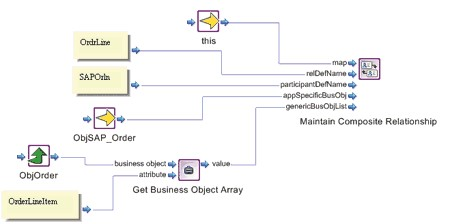 this
OrdrLine
map
relDefName
SAPOrln
participantDefName
appSpecificBusObj
genericBusObjList
Maintain Composite Relationship
ObjSAP_Order
business object
value
attribute
ObjOrder
Get Business Object Array
OrderLineItem